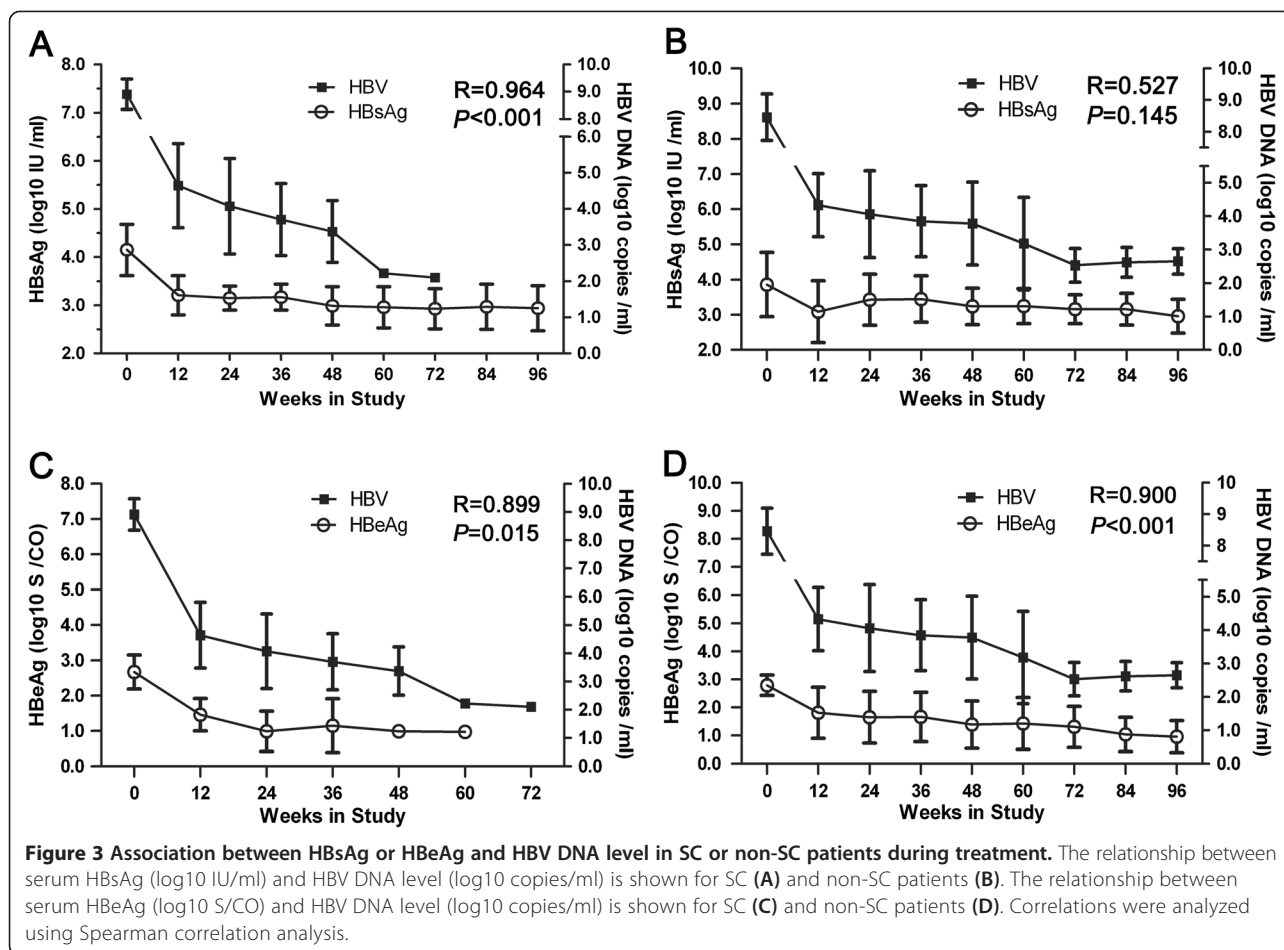 A
8.0
7.0
6.0
5.0
4.0
3.0
2.0
HBsAg (log10 IU /ml)
HBV
HBsAg
R=0.964
P<0.001
10.0
9.0
8.0
6.0
5.0
4.0
3.0
2.0
1.0
0.0
HBV DNA (log10 copies /ml)
0 12 24 36 48 60 72 84 96
Weeks in Study
B
10.0
9.0
8.0
7.0
6.0
5.0
4.0
3.0
2.0
HBsAg (log10 IU /ml)
HBV
HBsAg
R=0.527
P=0.145
10.0
9.0
8.0
5.0
4.0
3.0
2.0
1.0
0.0
HBV DNA (log10 copies /ml)
0 12 24 36 48 60 72 84 96
Weeks in Study
C
8.0
7.0
6.0
5.0
4.0
3.0
2.0
1.0
0.0
HBeAg (log10 S /CO)
HBV
HBeAg
R=0.899
P=0.015
10.0
9.0
8.0
7.0
6.0
5.0
4.0
3.0
2.0
1.0
0.0
HBV DNA (log10 copies /ml)
0 12 24 36 48 60 72
Weeks in Study
D
10.0
9.0
8.0
7.0
6.0
5.0
4.0
3.0
2.0
1.0
0.0
HBeAg (log10 S /CO)
HBV
HBeAg
R=0.900
P<0.001
10
9
8
5.0
4.0
3.0
2.0
1.0
0.0
HBV DNA (log10 copies /ml)
0 12 24 36 48 60 72 84 96
Weeks in Study
Figure 3 Association between HBsAg or HBeAg and HBV DNA level in SC or non-SC patients during treatment. The relationship between
serum HBsAg (log10 IU/ml) and HBV DNA level (log10 copies/ml) is shown for SC (A) and non-SC patients (B). The relationship between
serum HBeAg (log10 S/CO) and HBV DNA level (log10 copies/ml) is shown for SC (C) and non-SC patients (D). Correlations were analyzed
using Spearman correlation analysis.